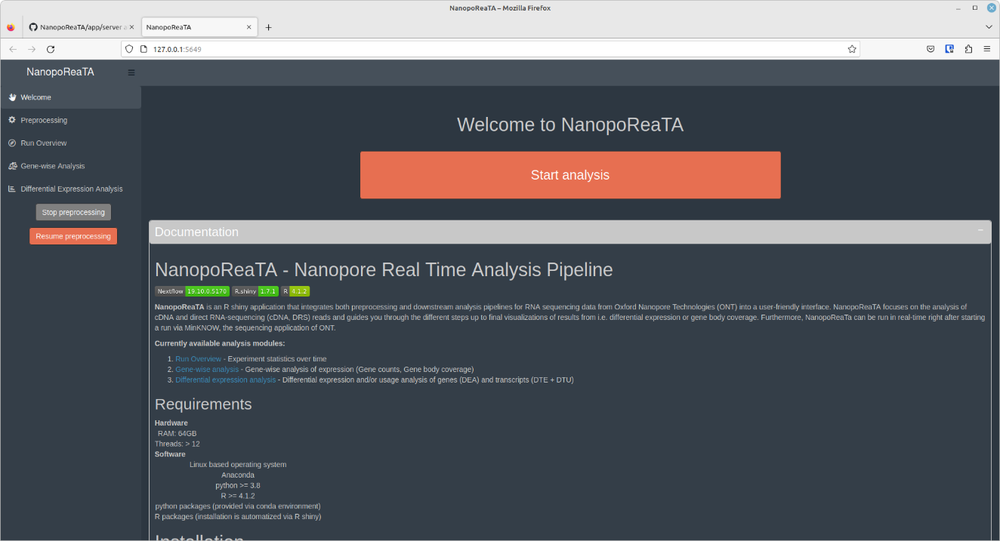 NanopoReaTA – Mozilla Firefox
NanopoReaTA/app/server a
NanopoReaTA
127.0.0.1:5649
NanopoReaTA
Welcome
Preprocessing
Run Overview
Gene-wise Analysis
Differential Expression Analysis
Stop preprocessing
Resume preprocessing
Welcome to NanopoReaTA
Start analysis
Documentation
NanopoReaTA - Nanopore Real Time Analysis Pipeline
Nextflow 19.10.0.5170 R.shiny 1.7.1 R 4.1.2
NanopoReaTA is an R shiny application that integrates both preprocessing and downstream analysis pipelines for RNA sequencing data from Oxford Nanopore Technologies (ONT) into a user-friendly interface. NanopoReaTA focuses on the analysis of
cDNA and direct RNA-sequencing (cDNA, DRS) reads and guides you through the different steps up to final visualizations of results from i.e. differential expression or gene body coverage. Furthermore, NanopoReaTa can be run in real-time right after starting
a run via MinKNOW, the sequencing application of ONT.
Currently available analysis modules:
1. Run Overview - Experiment statistics over time
2. Gene-wise analysis - Gene-wise analysis of expression (Gene counts, Gene body coverage)
3. Differential expression analysis - Differential expression and/or usage analysis of genes (DEA) and transcripts (DTE + DTU)
Requirements
Hardware
RAM: 64GB
Threads: > 12
Software
Linux based operating system
Anaconda
python >= 3.8
R >= 4.1.2
python packages (provided via conda environment)
R packages (installation is automatized via R shiny)
Installation